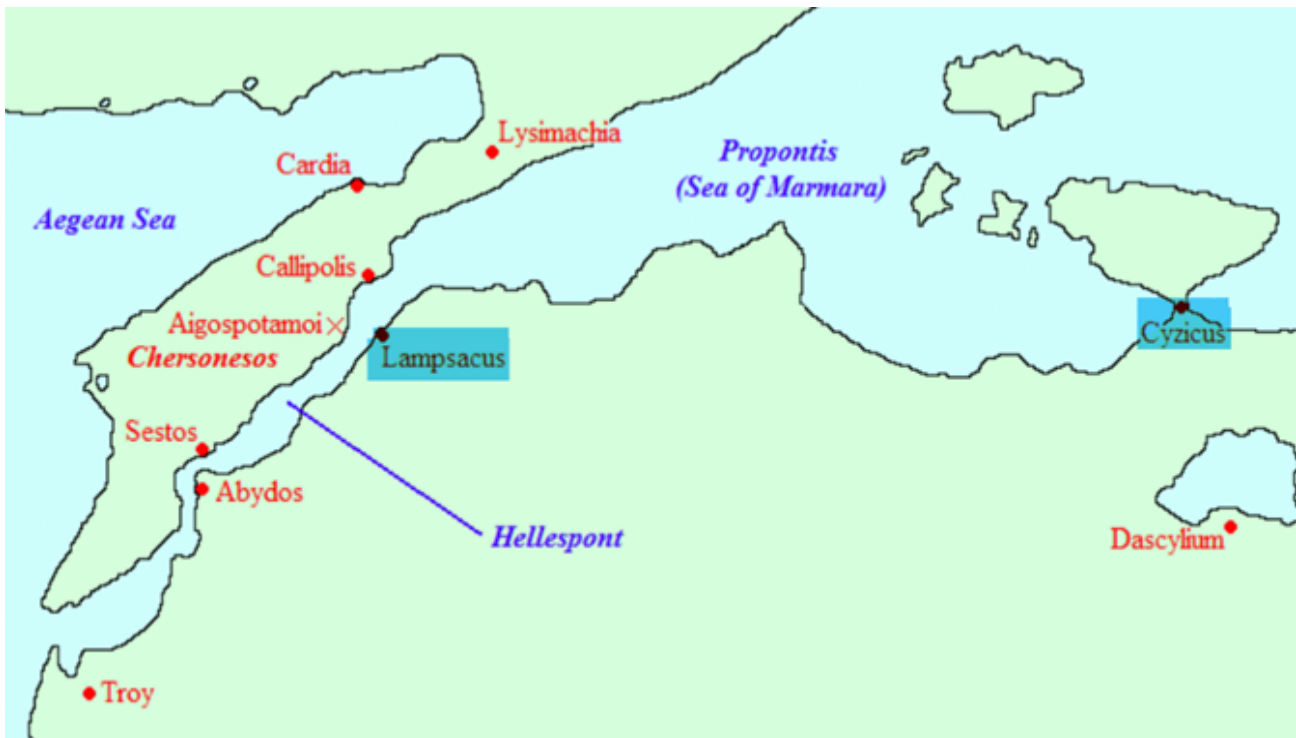 Lysimachia
Cardia
Propontis
(Sea of Marmara)
Aegean Sea
Callipolis
Aigospotamoi
Chersonesos
Lampsacus
Cyzicus
Sestos
Abydos
Hellespont
Dascylium
Troy